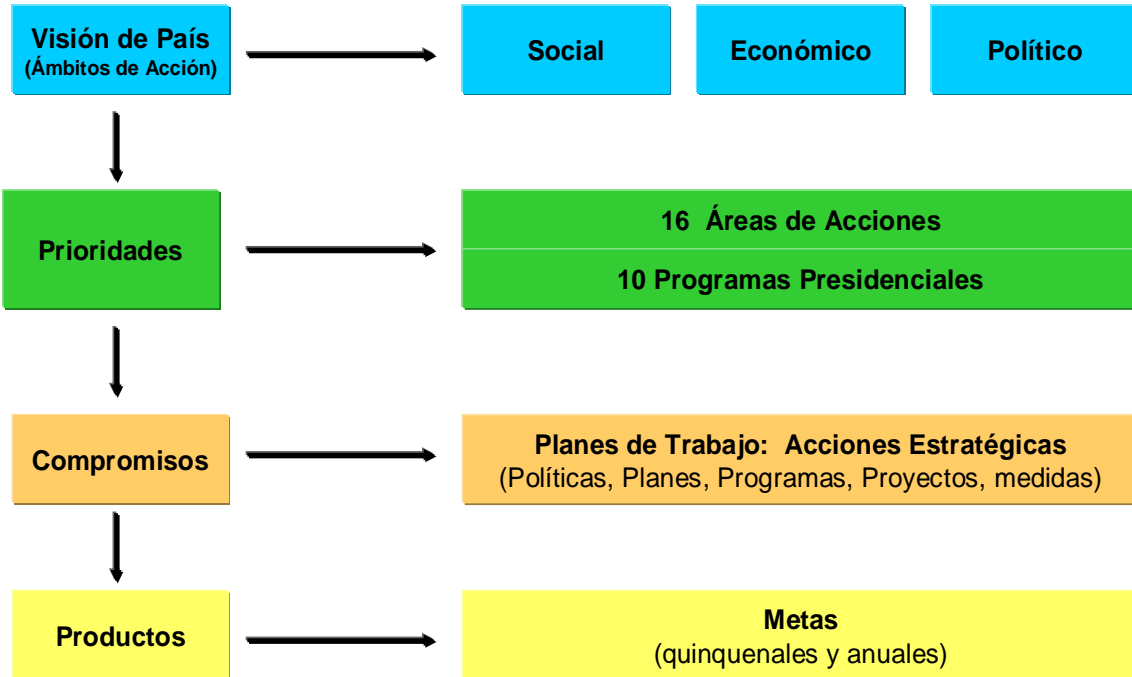 Visión de País
(Ámbitos de Acción)
Social
Económico
Político
Prioridades
16 Áreas de Acciones
10 Programas Presidenciales
Compromisos
Planes de Trabajo: Acciones Estratégicas
(Políticas, Planes, Programas, Proyectos, medidas)
Productos
Metas
(quinquenales y anuales)